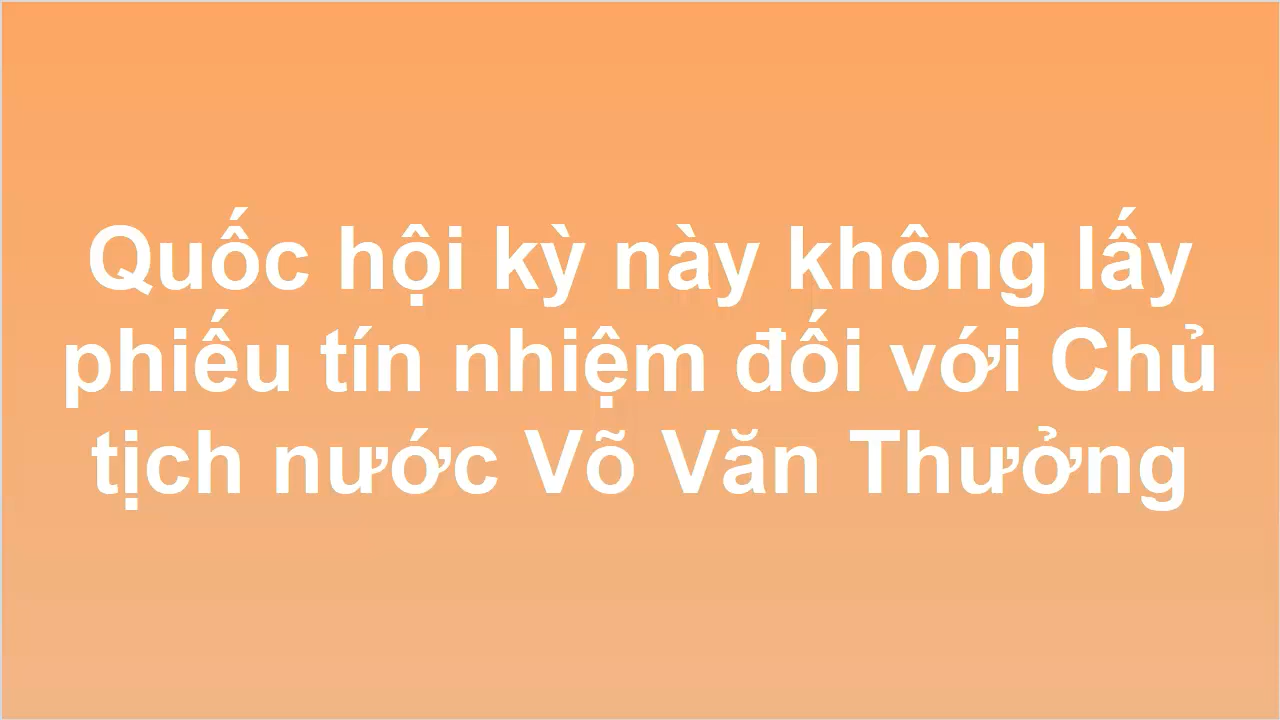 Quốc hội kỳ này không lấy
phiếu tín nhiệm đối với Chủ
tịch nước Võ Văn Thưởng